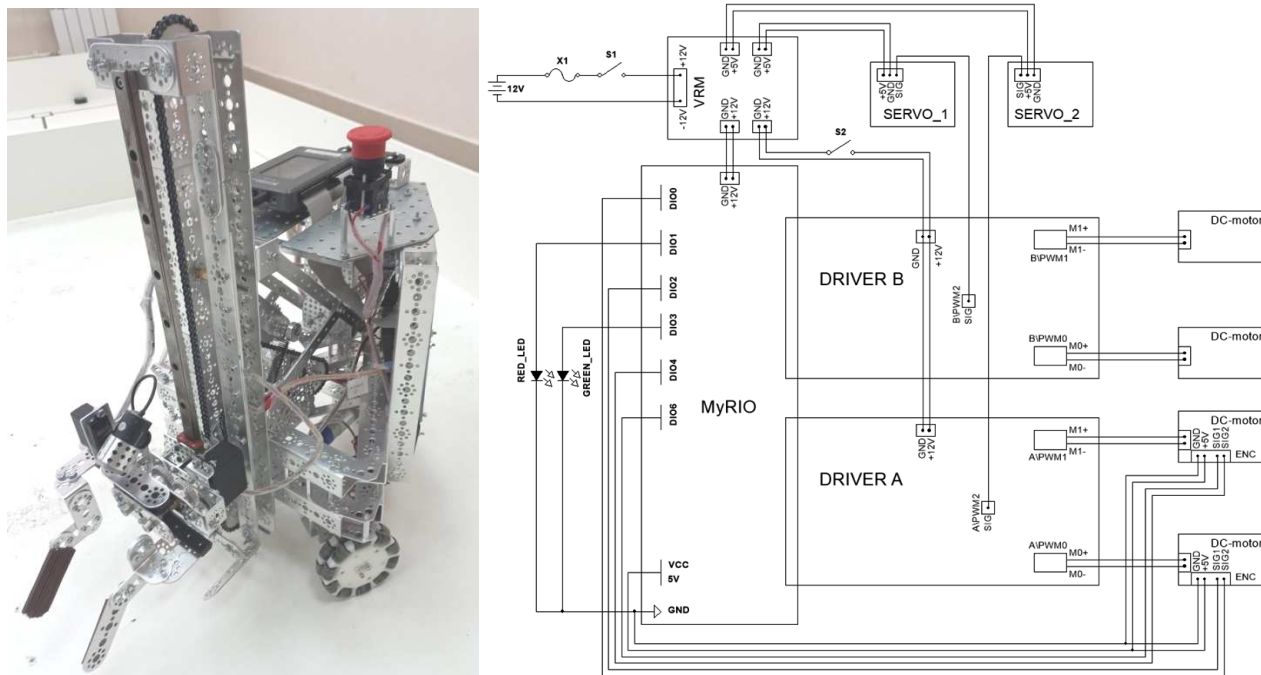 X1
S1
12V
+12V
-12V
VRM
GND
+5V
GND
+5V
GND
+12V
GND
+12V
S2
+5V
GND
SIG
SERVO_1
SIG
+5V
GND
SERVO_2
GND
+12V
DIO0
DIO1
DIO2
DIO3
DIO4
DIO6
RED_LED
GREEN_LED
MyRIO
VCC
5V
GND
DRIVER B
GND
+12V
B\PWM2
SIG
M1+
M1-
B\PWM1
B\PWM0
M0+
M0-
DC-motor
DC-motor
DRIVER A
GND
+12V
A\PWM2
SIG
M1+
M1-
A\PWM1
A\PWM0
M0+
M0-
DC-motor
GND
+5V
SIG1
SIG2
ENC
DC-motor
GND
+5V
SIG1
SIG2
ENC